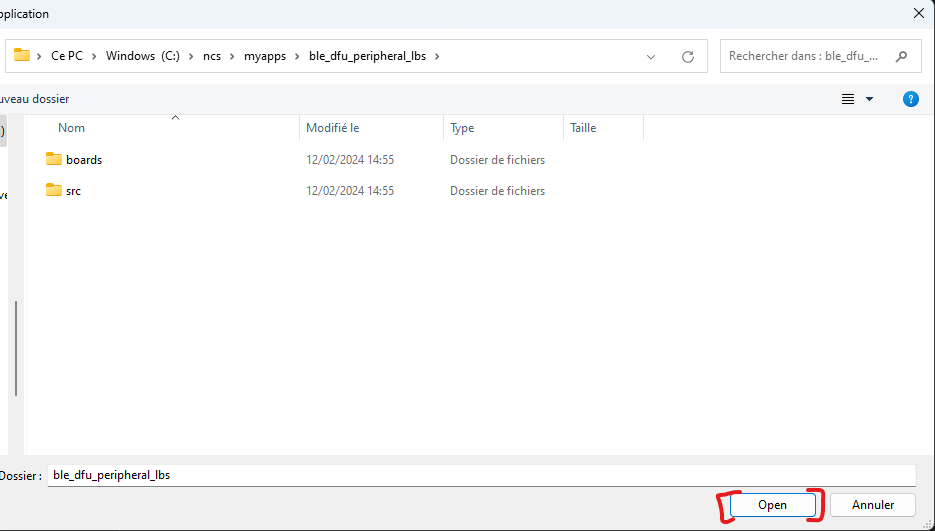 pplication
Ce PC > Windows (C:) > ncs > myapps > ble_dfu_peripheral_lbs >
Rechercher dans : ble_dfu_...
uveau dossier
?
)
Nom
Modifié le
Type
Taille
boards
12/02/2024 14:55
Dossier de fichiers
ve
src
12/02/2024 14:55
Dossier de fichiers
Dossier :
ble_dfu_peripheral_lbs
Open
Annuler